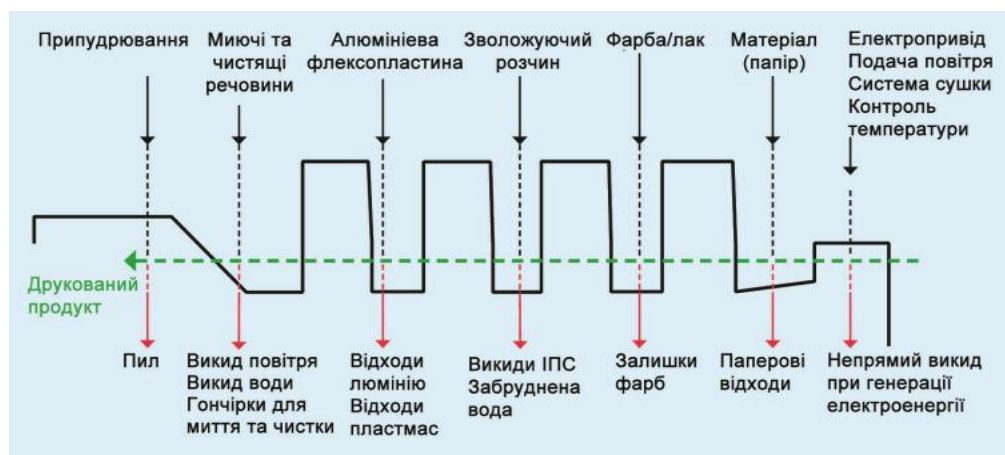 Припудрювання
Миючі та
чистящі
речовини
Алюмінієва
флексопластина
Зволожуючий
розчин
Фарба/лак
Матеріал
(папір)
Електропривід
Подача повітря
Система сушки
Контроль
температури
Друкований
продукт
Пил
Викид повітря
Викид води
Гончірки для
миття та чистки
Відходи
люмінію
Відходи
пластмас
Викиди ІПС
Забруднена
вода
Залишки
фарб
Паперові
відходи
Непрямий викид
при генерації
електроенергії